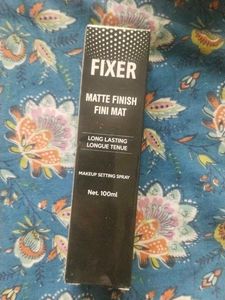 FIXER
MATTE FINISH
FINI MAT
LONG LASTING
LONGUE TENUE
MAKEUP SETTING SPRAY
Net. 100ml